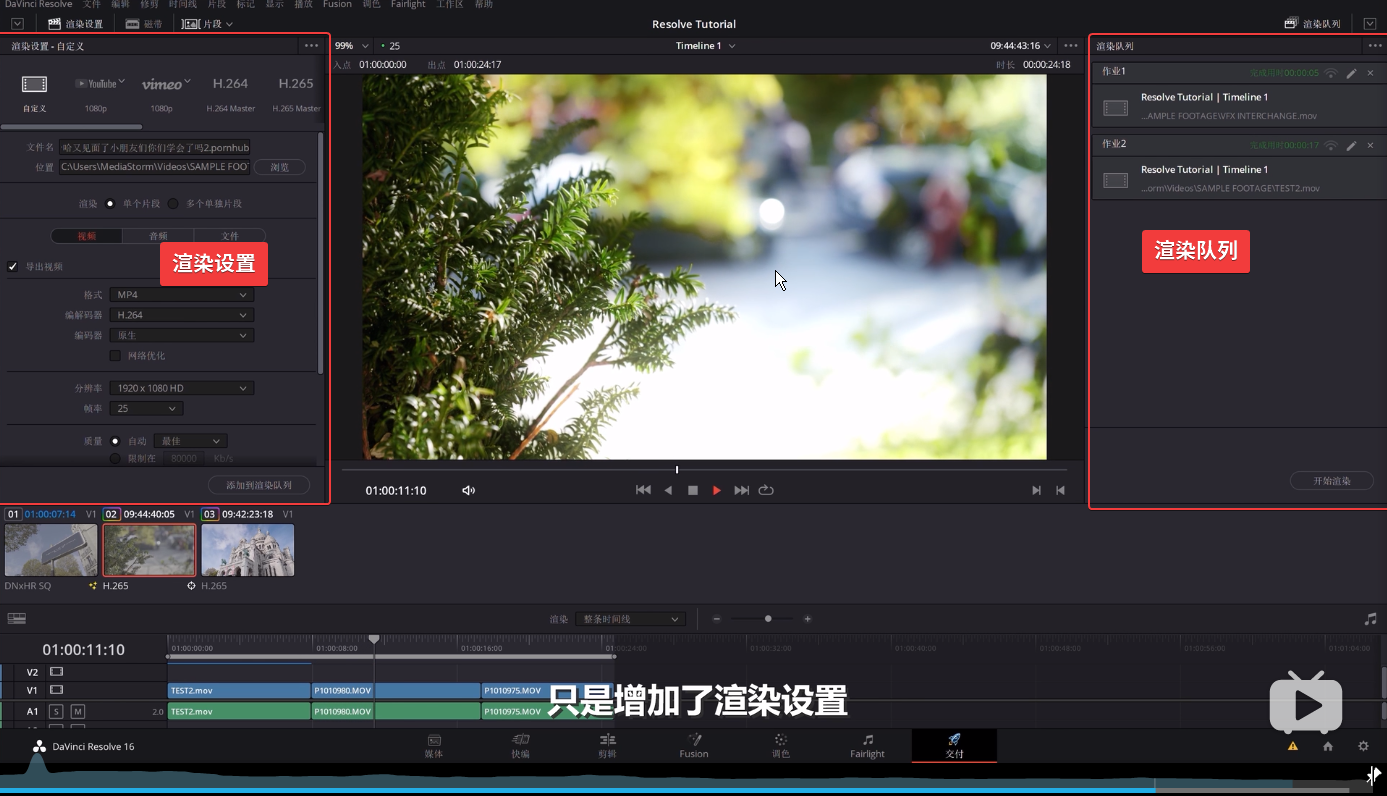 DaVinci Resolve 文件 编辑 修剪 时间线 片段 标记 显示 播放 Fusion 调色 Fairlight 工作区 帮助
渲染设置 磁带 片段 Resolve Tutorial 渲染队列
渲染设置 - 自定义 99% 25 Timeline 1 09:44:43:16 渲染队列
入点 01:00:00:00 出点 01:00:24:17 时长 00:00:24:18
作业1 完成用时00:00:05
YouTube vimeo H.264 H.265
自定义 1080p 1080p H.264 Master H.265 Master
Resolve Tutorial | Timeline 1
...AMPLE FOOTAGE\VFX INTERCHANGE.mov
文件名 哈又见面了小朋友们你们学会了吗2.pornhub
作业2 完成用时00:00:17
位置 C:\Users\MediaStorm\Videos\SAMPLE FOO 浏览
Resolve Tutorial | Timeline 1
...orm\Videos\SAMPLE FOOTAGE\TEST2.mov
渲染 单个片段 多个单独片段
视频 音频 文件
渲染设置
渲染队列
导出视频
格式 MP4
编解码器 H.264
编码器 原生
网络优化
分辨率 1920 x 1080 HD
帧率 25
质量 自动 最佳
限制在 80000 Kb/s
添加到渲染队列
开始渲染
01:00:11:10
01 01:00:07:14 V1 02 09:44:40:05 V1 03 09:42:23:18 V1
DNxHR SQ H.265 H.265
渲染 整条时间线
01:00:11:10
01:00:00:00 01:00:08:00 01:00:16:00 01:00:24:00 01:00:32:00 01:00:40:00 01:00:48:00 01:00:56:00 01:01:04:00
V2
V1 TEST2.mov P1010980.MOV P1010975.MOV
A1 S M 2.0 TEST2.mov P1010980.MOV P1010975.MOV
只是增加了渲染设置
DaVinci Resolve 16 媒体 快编 剪辑 Fusion 调色 Fairlight 交付